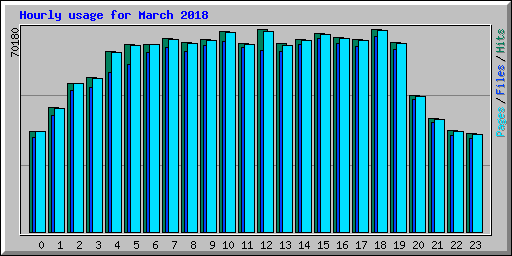 Hourly usage for March 2018
70180
Pages/Files/Hits
0 1 2 3 4 5 6 7 8 9 10 11 12 13 14 15 16 17 18 19 20 21 22 23